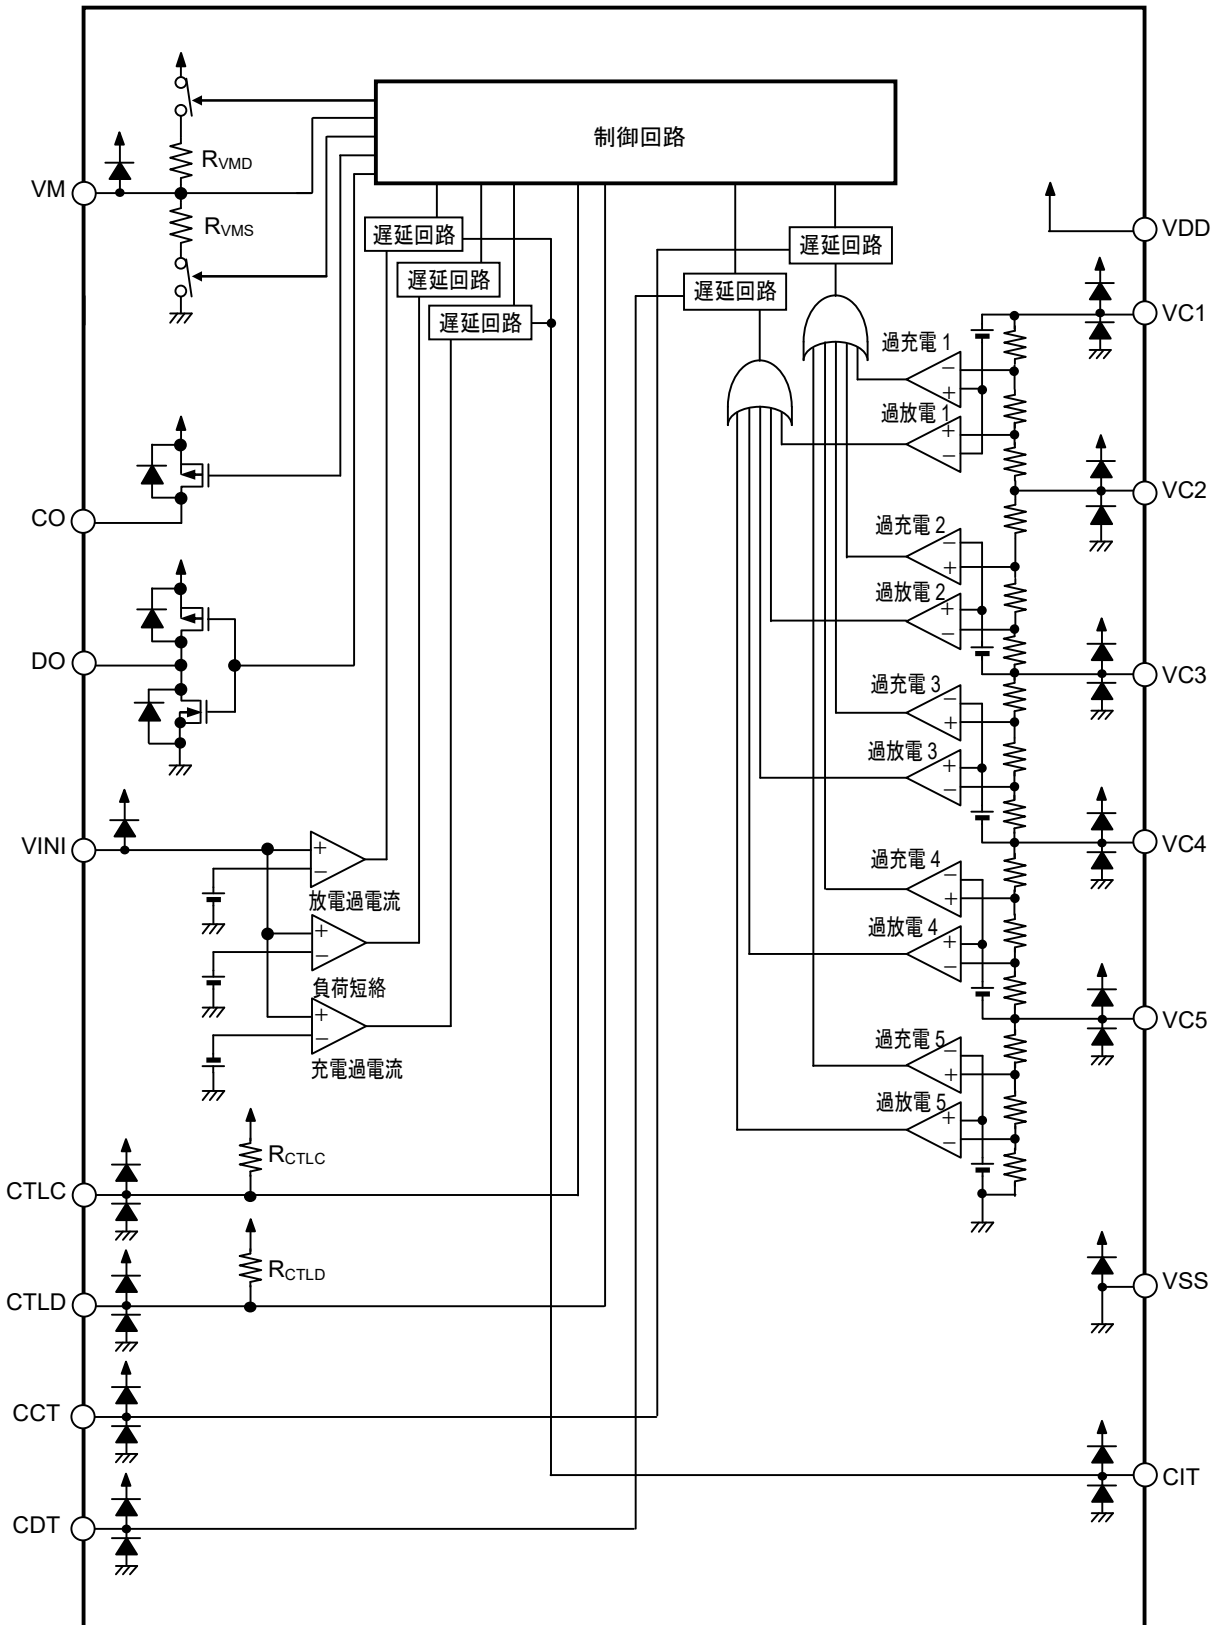 制御回路
RVMD
VM
RVMS
遅延回路
遅延回路
遅延回路
遅延回路
遅延回路
VDD
VC1
過充電 1
過放電 1
VC2
CO
過充電 2
過放電 2
DO
VC3
過充電 3
過放電 3
VINI
VC4
過充電 4
放電過電流
過放電 4
負荷短絡
VC5
過充電 5
充電過電流
過放電 5
RCTLC
CTLC
RCTLD
CTLD
VSS
CCT
CIT
CDT